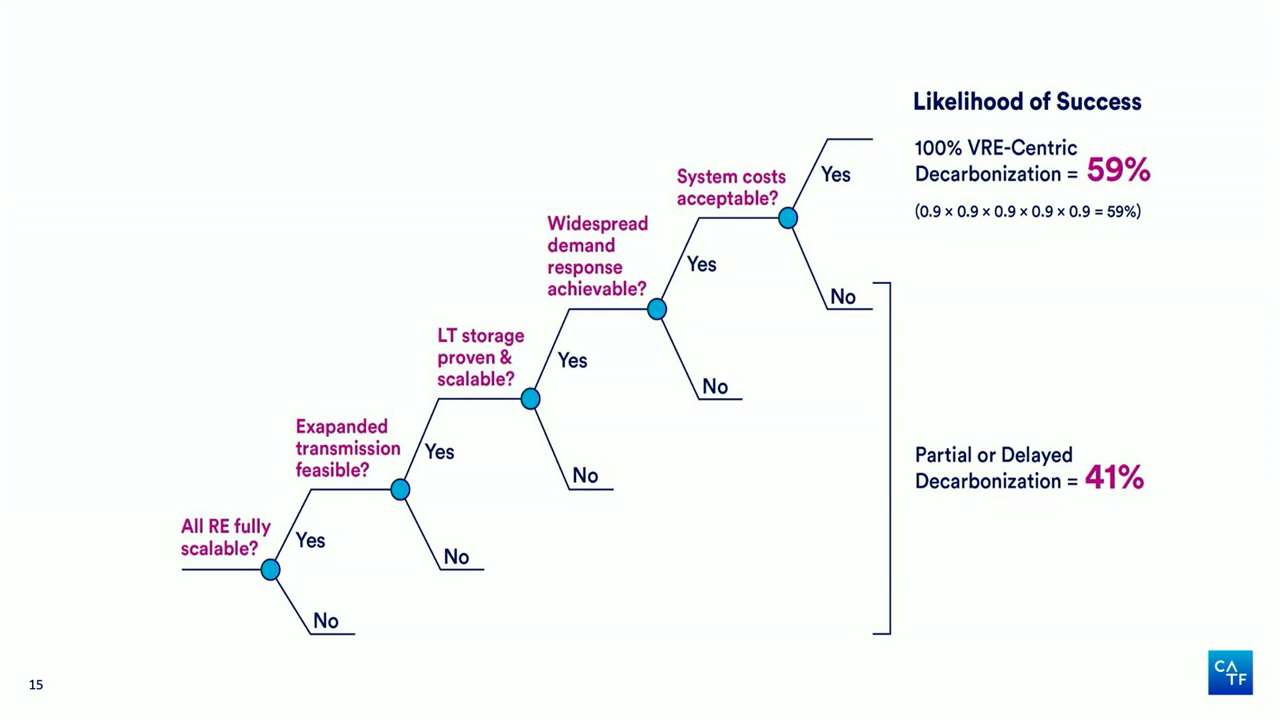 Likelihood of Success
100% VRE-Centric
Decarbonization = 59%
(0.9 × 0.9 × 0.9 × 0.9 × 0.9 = 59%)
System costs
acceptable?
Yes
No
Widespread
demand
response
achievable?
Yes
No
LT storage
proven &
scalable?
Yes
No
Exapanded
transmission
feasible?
Yes
No
All RE fully
scalable?
Yes
No
Partial or Delayed
Decarbonization = 41%
15
CATF